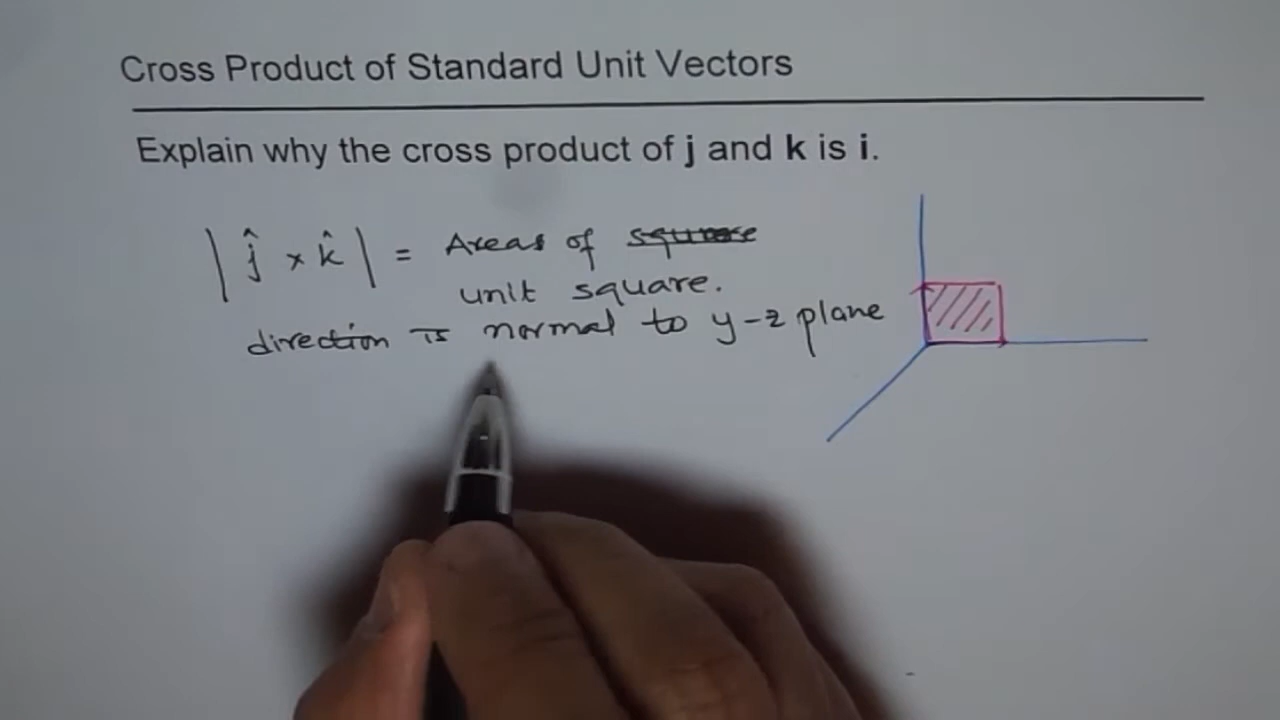 Cross Product of Standard Unit Vectors
Explain why the cross product of j and k is i.
| ĵ × k̂ | = Areas of square
unit square.
direction is normal to y-z plane